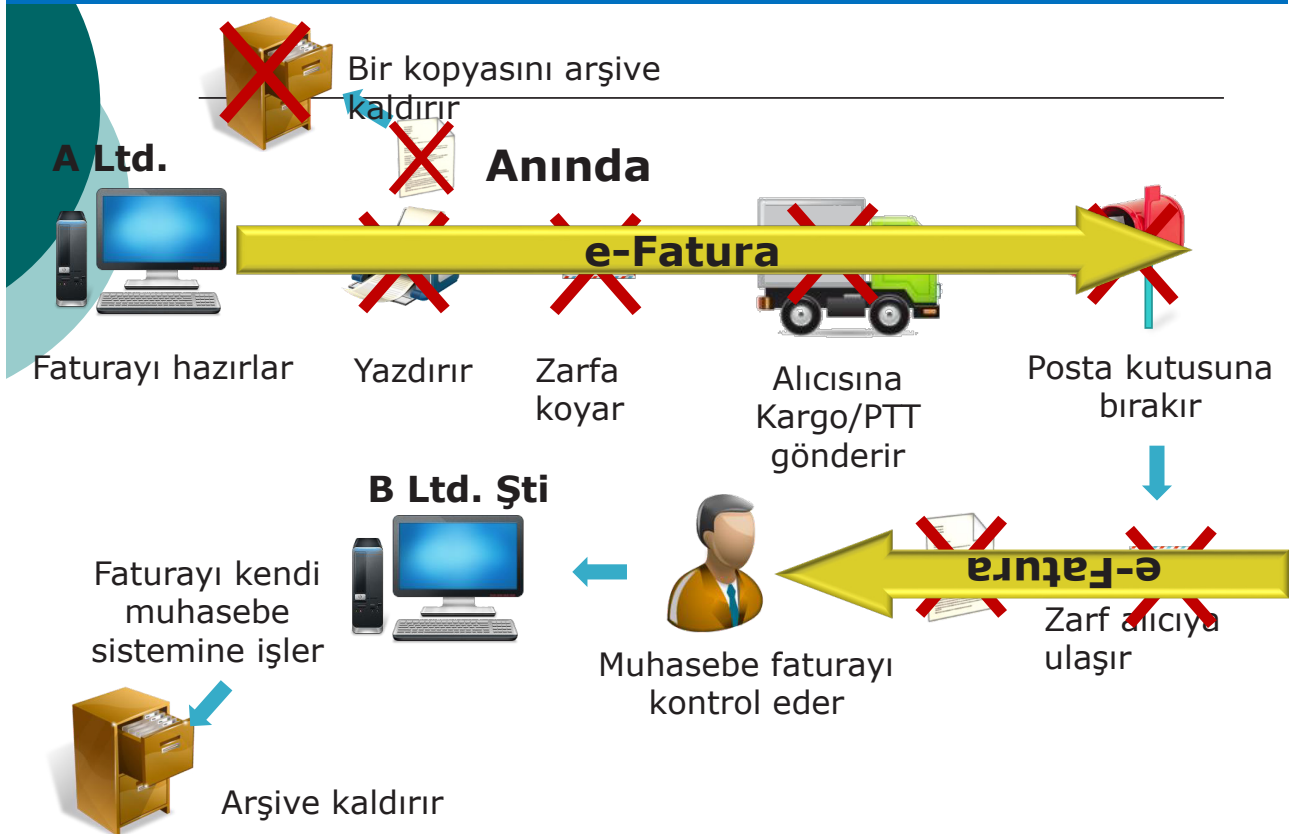 Bir kopyasını arşive
kaldırır
A Ltd.
Anında
e-Fatura
Faturayı hazırlar
Yazdırır
Zarfa
koyar
Alıcısına
Kargo/PTT
gönderir
Posta kutusuna
bırakır
B Ltd. Şti
e-Fatura
Zarf alıcıya
ulaşır
Muhasebe faturayı
kontrol eder
Faturayı kendi
muhasebe
sistemine işler
Arşive kaldırır